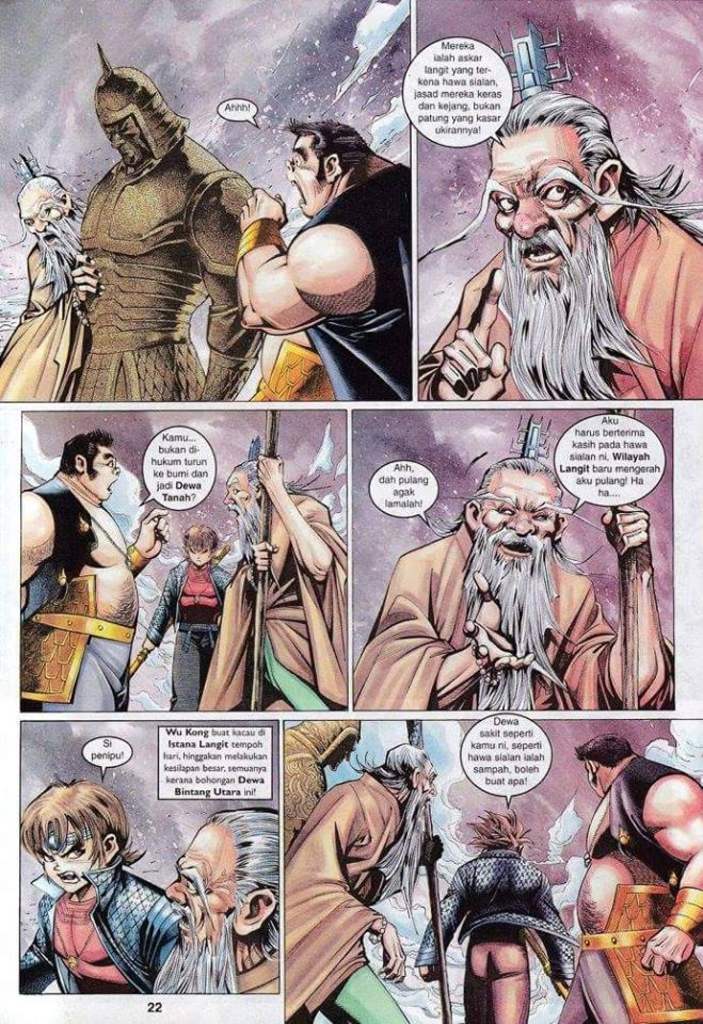 Ahhh!
Mereka
ialah askar
langit yang ter-
kena hawa sialan,
jasad mereka keras
dan kejang, bukan
patung yang kasar
ukirannya!
Kamu...
bukan di-
hukum turun
ke bumi dan
jadi Dewa
Tanah?
Ah,
dah pulang
agak
lamalah!
Aku
harus berterima
kasih pada hawa
sialan ni, Wilayah
Langit baru mengerah
aku pulang! Ha
ha....
Si
penipu!
Wu Kong buat kacau di
Istana Langit tempoh
hari, hinggakan melakukan
kesilapan besar, semuanya
kerana bohongan Dewa
Bintang Utara ini!
Dewa
sakit seperti
kamu ni, seperti
hawa sialan ialah
sampah, boleh
buat apa!
22